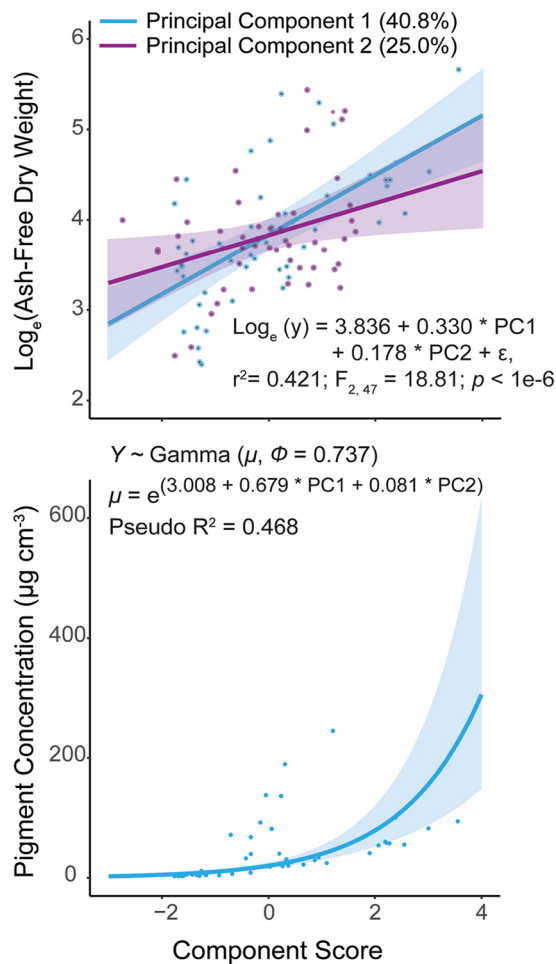 Principal Component 1 (40.8%)
Principal Component 2 (25.0%)
Logₑ(Ash-Free Dry Weight)
6
5
4
3
2
Logₑ (y) = 3.836 + 0.330 * PC1
+ 0.178 * PC2 + ε,
r²= 0.421; F₂, ₄₇ = 18.81; p < 1e-6
Y ~ Gamma (μ, Φ = 0.737)
μ = e^(3.008 + 0.679 * PC1 + 0.081 * PC2)
Pseudo R² = 0.468
Pigment Concentration (μg cm⁻³)
600
400
200
0
−2 0 2 4
Component Score